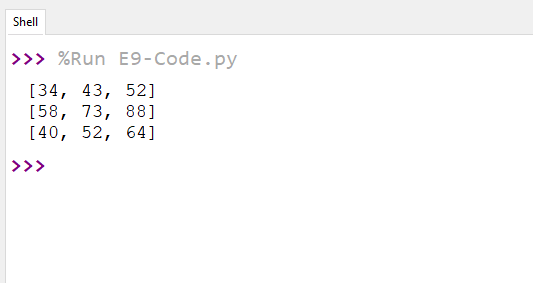 Shell
>>> %Run E9-Code.py
[34, 43, 52]
[58, 73, 88]
[40, 52, 64]
>>>